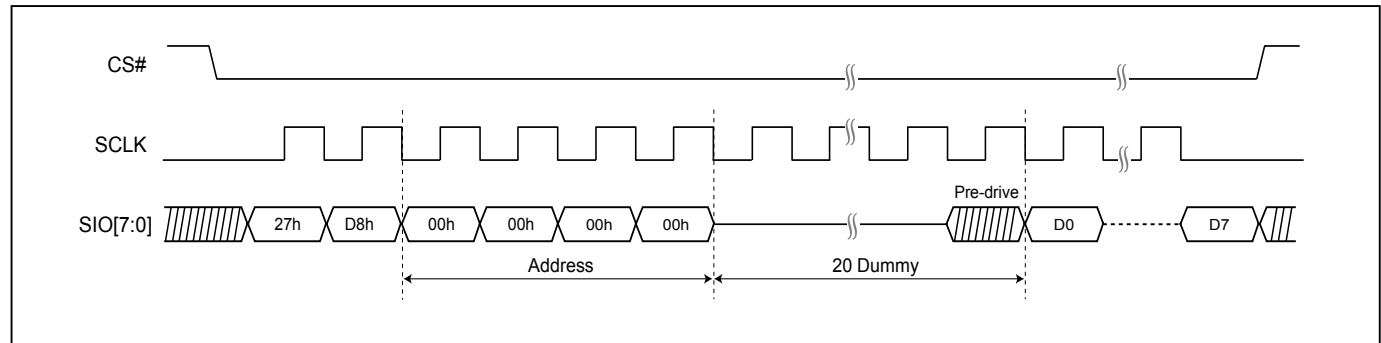 CS#
SCLK
Pre-drive
SIO[7:0] 27h D8h 00h 00h 00h 00h D0 D7
Address 20 Dummy